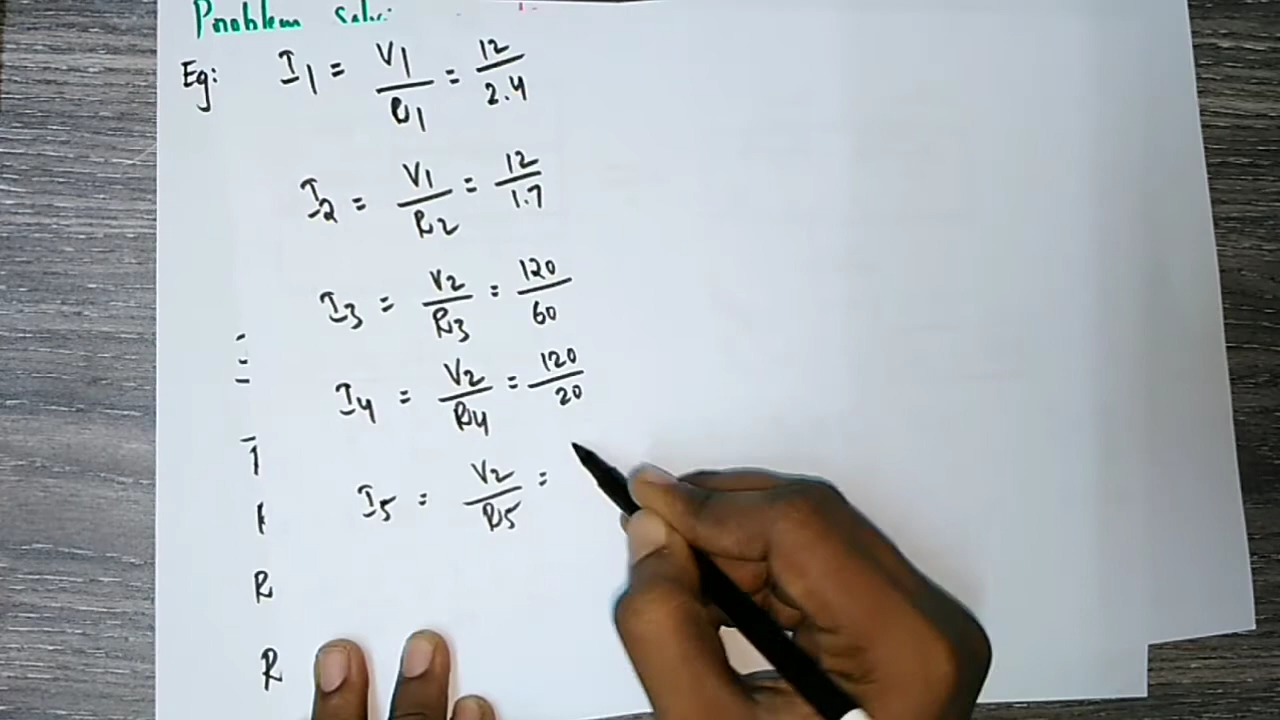 Problem
Eg: I1 = V1/R1 = 12/2.4
I2 = V1/R2 = 12/1.7
I3 = V2/R3 = 120/60
I4 = V2/R4 = 120/20
I5 = V2/R5 =
R
R